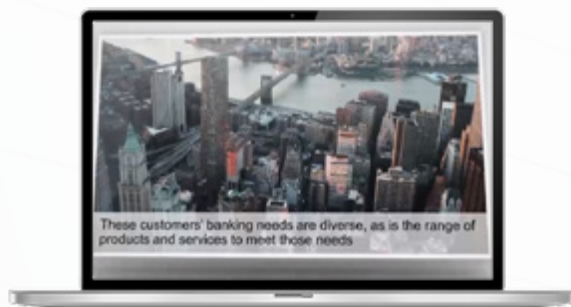 These customers' banking needs are diverse, as is the range of
products and services to meet those needs